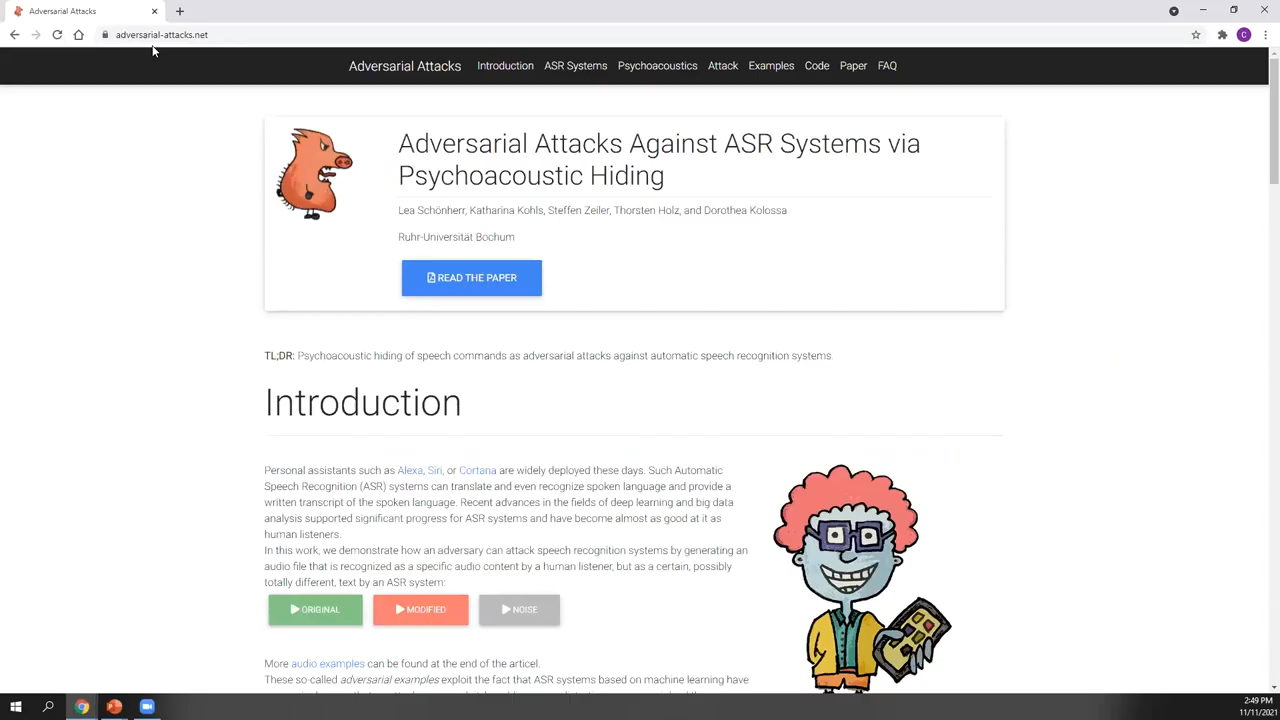 Adversarial Attacks
adversarial-attacks.net
C
Adversarial Attacks Introduction ASR Systems Psychoacoustics Attack Examples Code Paper FAQ
Adversarial Attacks Against ASR Systems via
Psychoacoustic Hiding
Lea Schönherr, Katharina Kohls, Steffen Zeiler, Thorsten Holz, and Dorothea Kolossa
Ruhr-Universität Bochum
READ THE PAPER
TL;DR: Psychoacoustic hiding of speech commands as adversarial attacks against automatic speech recognition systems.
Introduction
Personal assistants such as Alexa, Siri, or Cortana are widely deployed these days. Such Automatic
Speech Recognition (ASR) systems can translate and even recognize spoken language and provide a
written transcript of the spoken language. Recent advances in the fields of deep learning and big data
analysis supported significant progress for ASR systems and have become almost as good at it as
human listeners.
In this work, we demonstrate how an adversary can attack speech recognition systems by generating an
audio file that is recognized as a specific audio content by a human listener, but as a certain, possibly
totally different, text by an ASR system:
ORIGINAL MODIFIED NOISE
More audio examples can be found at the end of the articel.
These so-called adversarial examples exploit the fact that ASR systems based on machine learning have
2:49 PM
11/11/2021